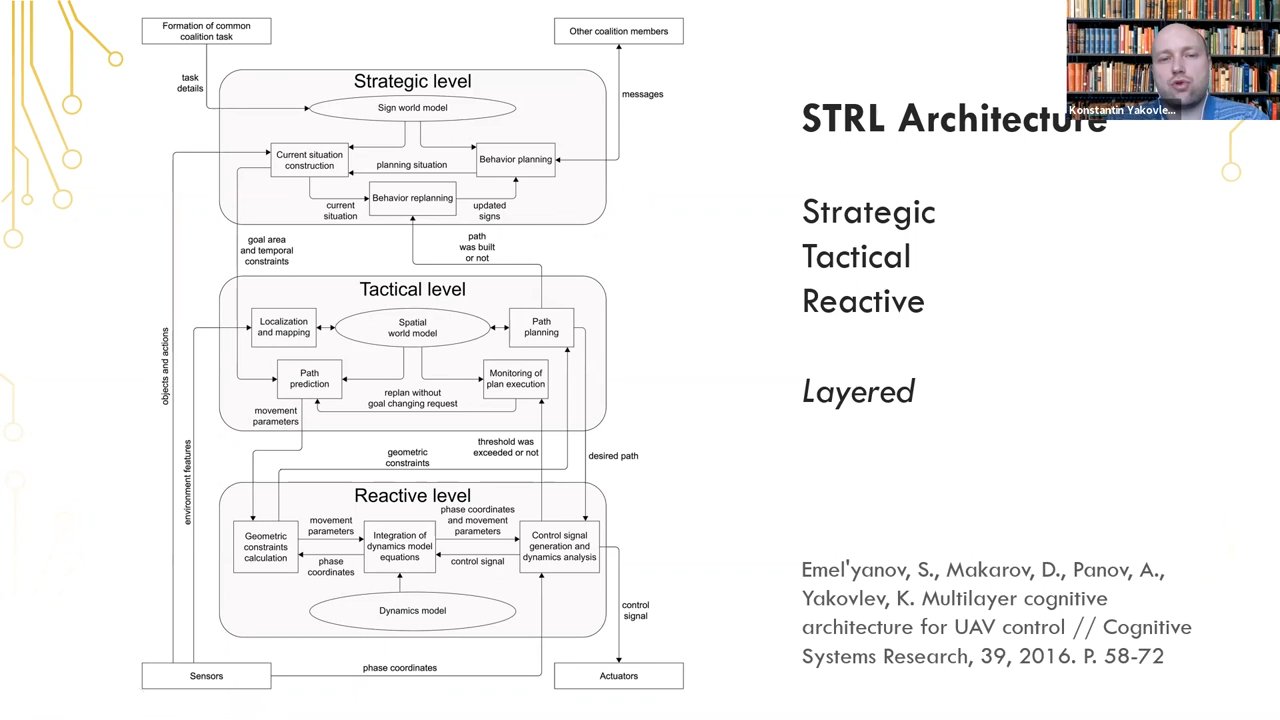 Formation of common
coalition task
Other coalition members
task
details
messages
Strategic level
Sign world model
Current situation
construction
planning situation
Behavior planning
Behavior replanning
current
situation
updated
signs
goal area
and temporal
constraints
path
was built
or not
Tactical level
Localization
and mapping
Spatial
world model
Path
planning
Path
prediction
Monitoring of
plan execution
replan without
goal changing request
movement
parameters
objects and actions
environment features
geometric
constraints
threshold was
exceeded or not
desired path
Reactive level
Geometric
constraints
calculation
movement
parameters
phase
coordinates
Integration of
dynamics model
equations
phase coordinates
and movement
parameters
control signal
Control signal
generation and
dynamics analysis
Dynamics model
control
signal
Sensors
phase coordinates
Actuators
Konstantin Yakovle...
STRL Architecture
Strategic
Tactical
Reactive
Layered
Emel'yanov, S., Makarov, D., Panov, A.,
Yakovlev, K. Multilayer cognitive
architecture for UAV control // Cognitive
Systems Research, 39, 2016. P. 58-72